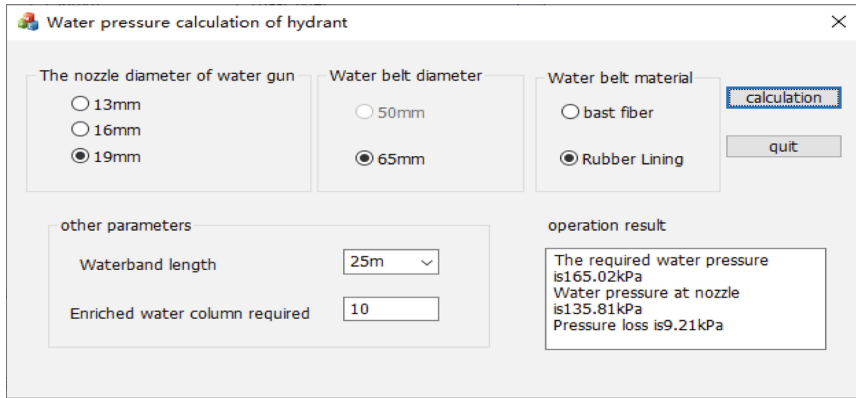 Water pressure calculation of hydrant
The nozzle diameter of water gun
13mm
16mm
19mm
Water belt diameter
50mm
65mm
Water belt material
bast fiber
Rubber Lining
calculation
quit
other parameters
Waterband length
25m
Enriched water column required
10
operation result
The required water pressure
is165.02kPa
Water pressure at nozzle
is135.81kPa
Pressure loss is9.21kPa